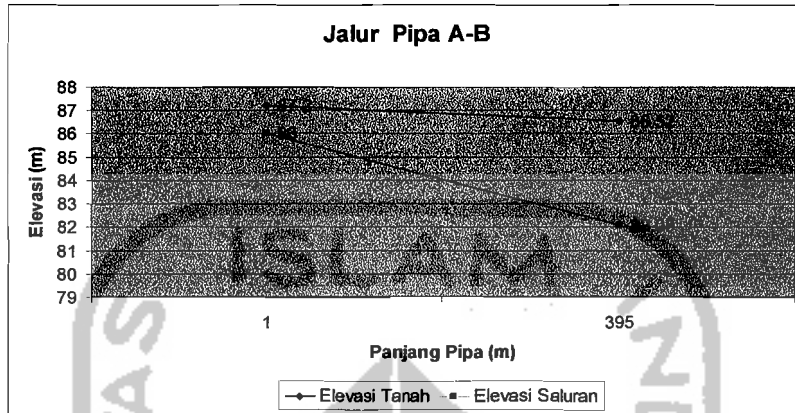 Jalur Pipa A-B
Elevasi (m)
88
87
86
85
84
83
82
81
80
79
1
395
Panjang Pipa (m)
Elevasi Tanah
Elevasi Saluran
ISLAM